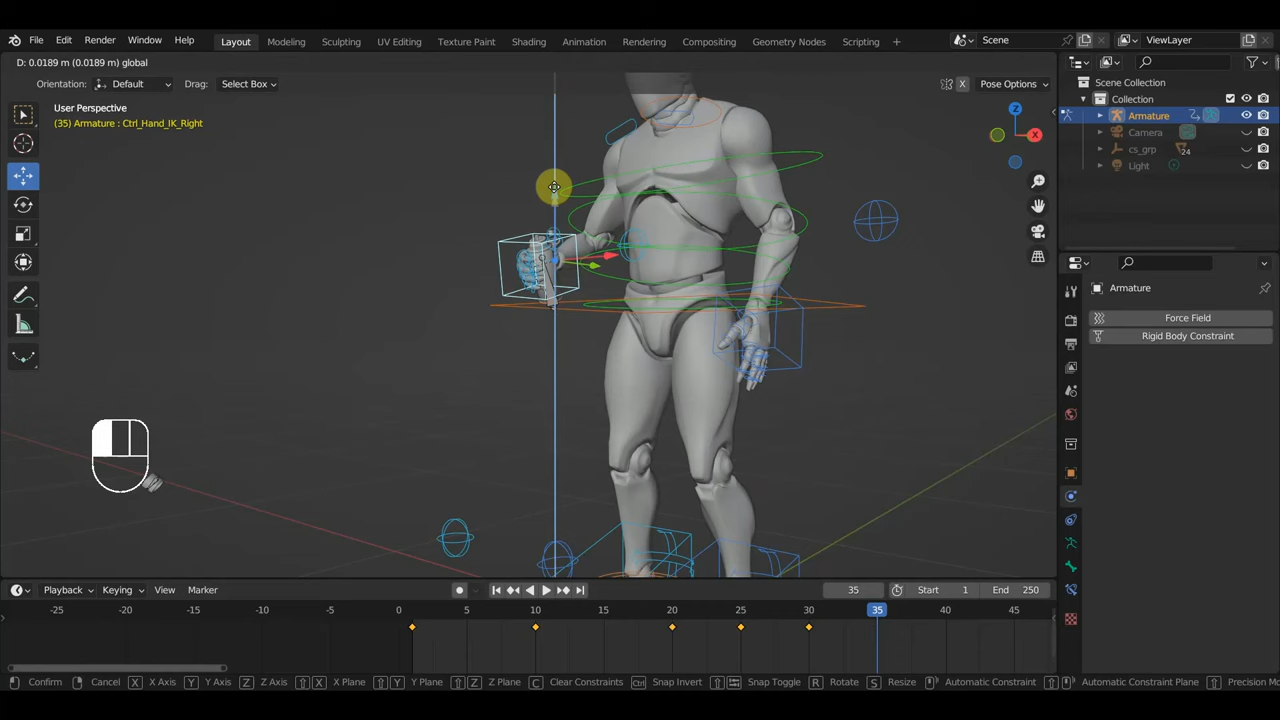 File Edit Render Window Help Layout Modeling Sculpting UV Editing Texture Paint Shading Animation Rendering Compositing Geometry Nodes Scripting + Scene ViewLayer
D: 0.0189 m (0.0189 m) global
Orientation: Default Drag: Select Box X Pose Options
User Perspective
(35) Armature : Ctrl_Hand_IK_Right
Z
X
Scene Collection
Collection
Armature
Camera
cs_grp 24
Light
Armature
Force Field
Rigid Body Constraint
Playback Keying View Marker 35 Start 1 End 250
-25 -20 -15 -10 -5 0 5 10 15 20 25 30 35 40 45
Confirm Cancel X X Axis Y Y Axis Z Z Axis X X Plane Y Y Plane Z Z Plane C Clear Constraints Ctrl Snap Invert Snap Toggle R Rotate S Resize Automatic Constraint Automatic Constraint Plane Precision Mo